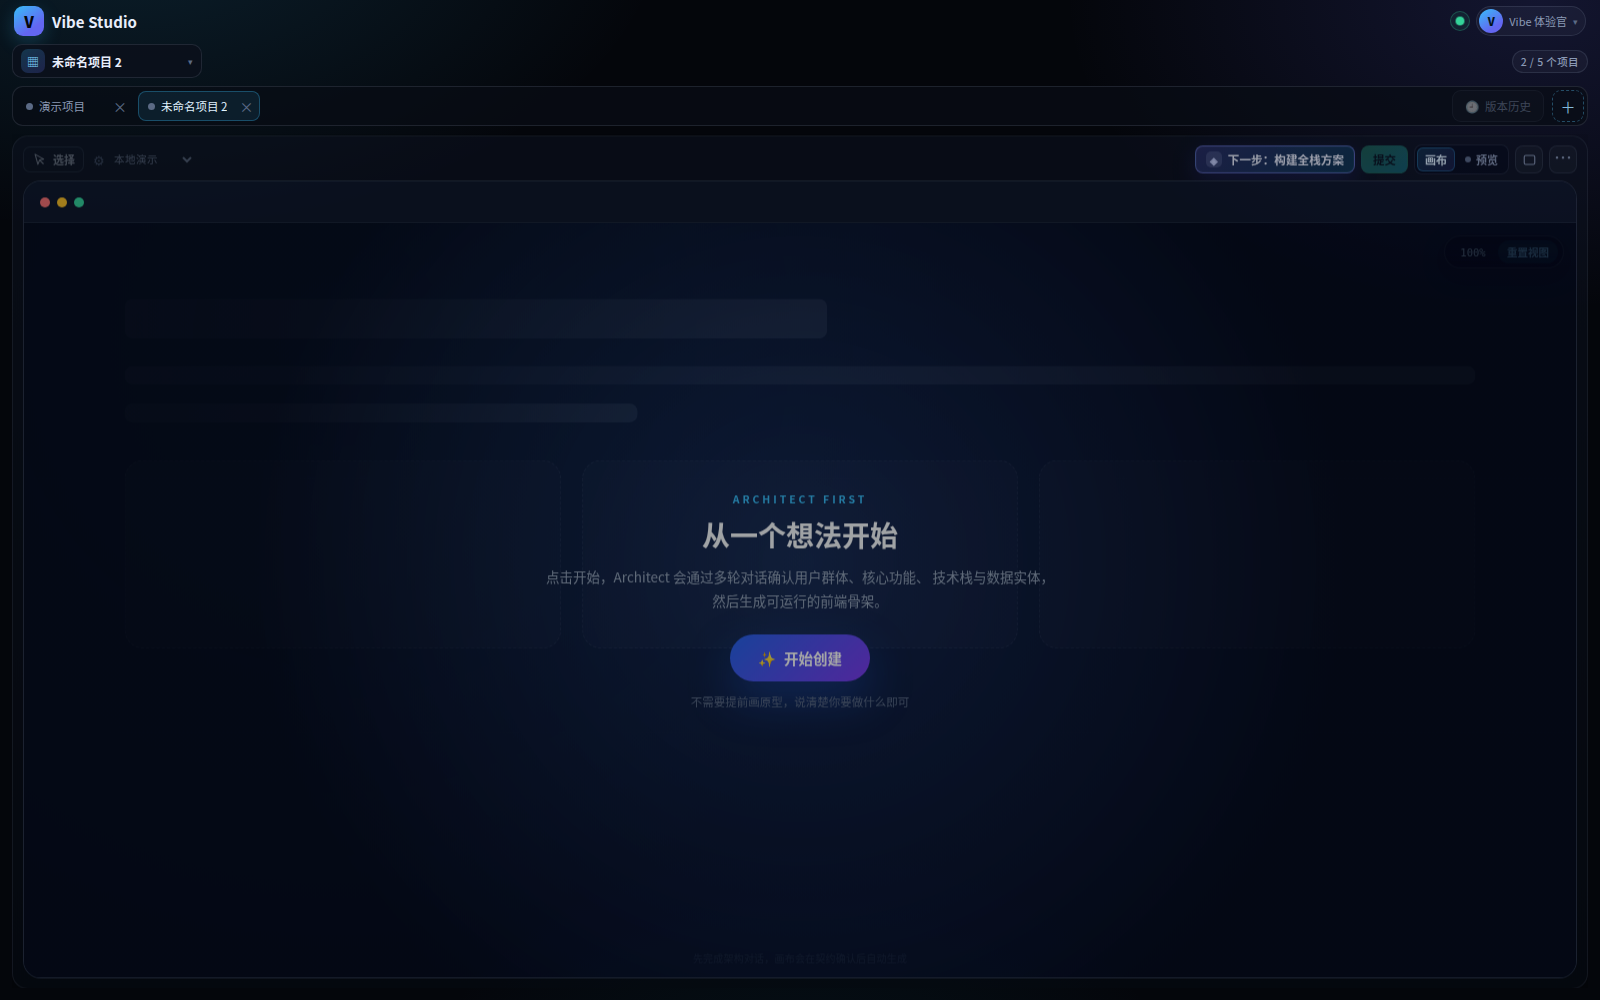 V Vibe Studio
V Vibe 体验官
未命名项目 2
2 / 5 个项目
演示项目
未命名项目 2
版本历史
选择
本地演示
下一步：构建全栈方案
提交
画布
预览
100%
重置视图
ARCHITECT FIRST
从一个想法开始
点击开始，Architect 会通过多轮对话确认用户群体、核心功能、 技术栈与数据实体，
然后生成可运行的前端骨架。
✨ 开始创建
不需要提前画原型，说清楚你要做什么即可